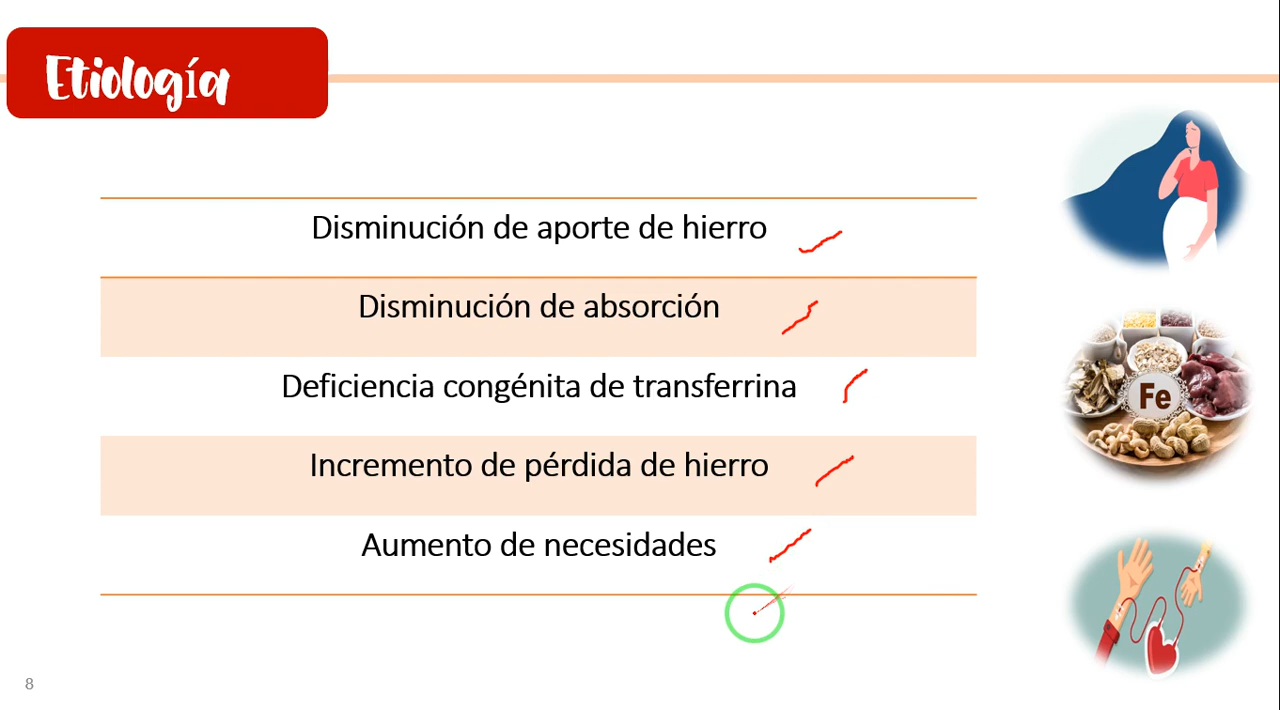 Etiología
Disminución de aporte de hierro
Disminución de absorción
Deficiencia congénita de transferrina
Incremento de pérdida de hierro
Aumento de necesidades
Fe
8